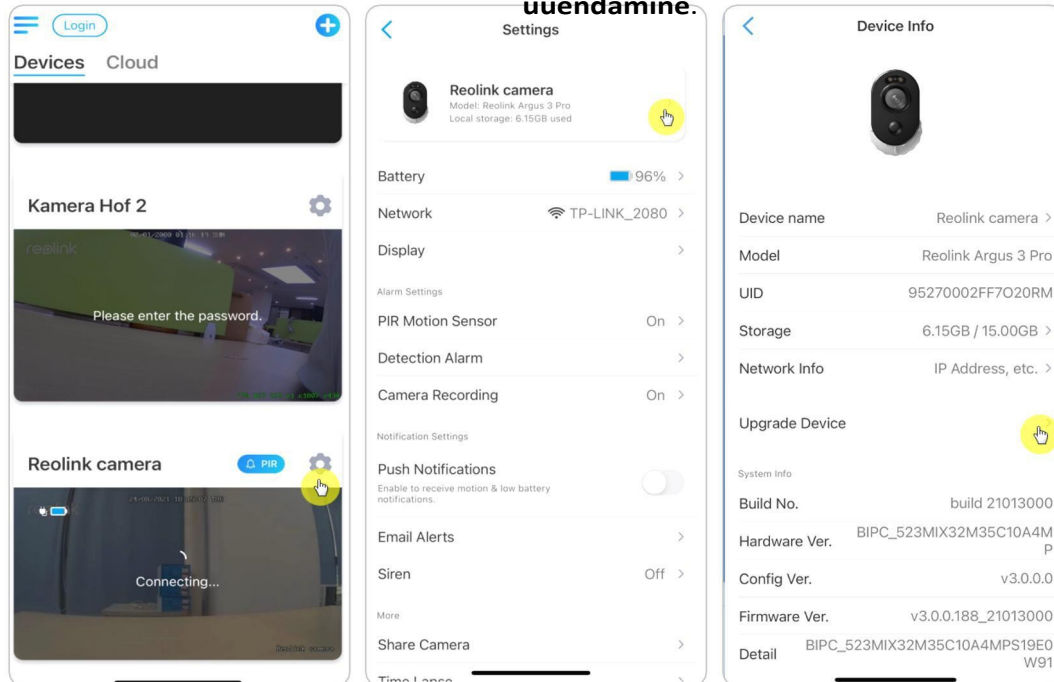 uuendamine.
Login
Devices Cloud
Kamera Hof 2
reolink
Please enter the password.
Reolink camera
PIR
Connecting...
Reolink camera
Settings
Reolink camera
Model: Reolink Argus 3 Pro
Local storage: 6.15GB used
Battery 96%
Network TP-LINK_2080
Display
Alarm Settings
PIR Motion Sensor On
Detection Alarm
Camera Recording On
Notification Settings
Push Notifications
Enable to receive motion & low battery
notifications.
Email Alerts
Siren Off
More
Share Camera
Time Lapse
Device Info
Device name Reolink camera
Model Reolink Argus 3 Pro
UID 95270002FF7O20RM
Storage 6.15GB / 15.00GB
Network Info IP Address, etc.
Upgrade Device
System Info
Build No. build 21013000
Hardware Ver. BIPC_523MIX32M35C10A4M
P
Config Ver. v3.0.0.0
Firmware Ver. v3.0.0.188_21013000
Detail BIPC_523MIX32M35C10A4MPS19E0
W91